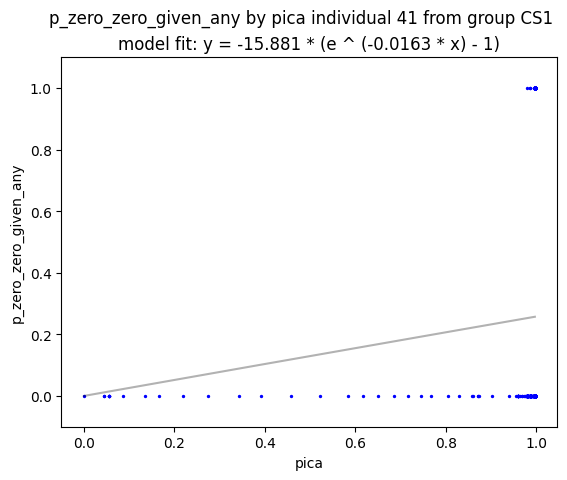 p_zero_zero_given_any by pica individual 41 from group CS1
model fit: y = -15.881 * (e ^ (-0.0163 * x) - 1)
1.0
0.8
0.6
0.4
0.2
0.0
p_zero_zero_given_any
0.0 0.2 0.4 0.6 0.8 1.0
pica